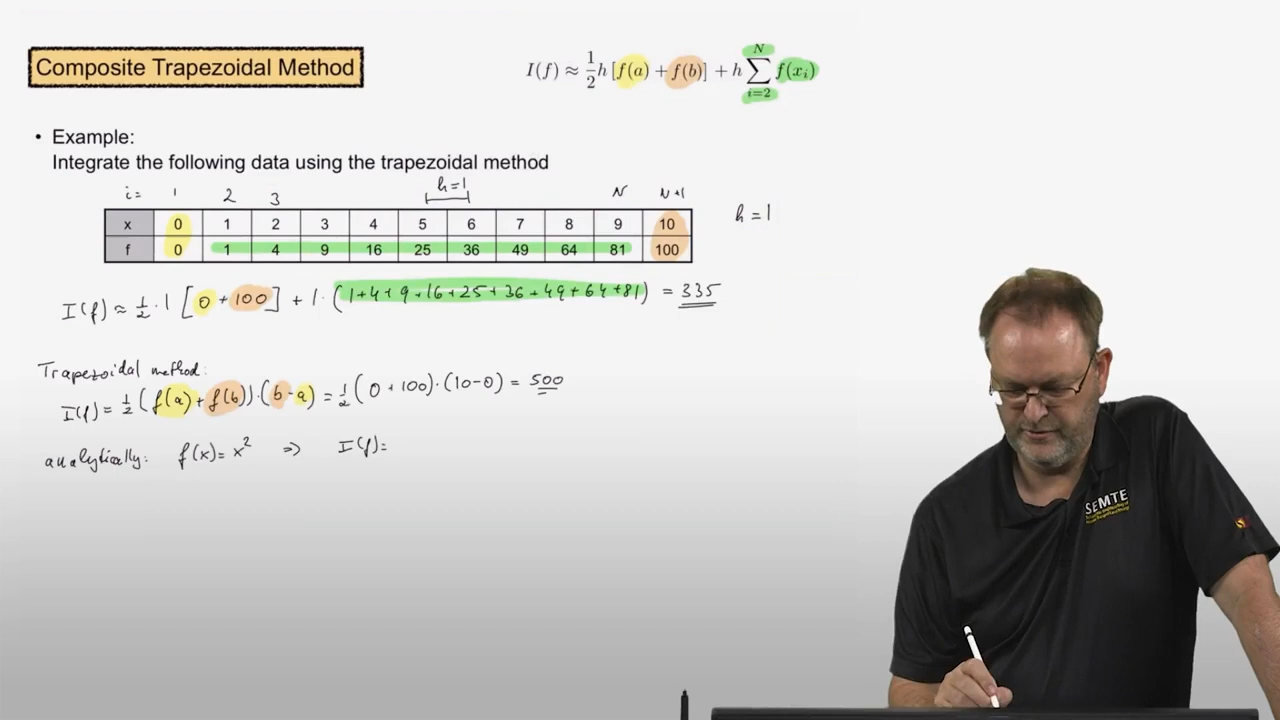 Composite Trapezoidal Method
I(f) ≈ 1/2 h [f(a) + f(b)] + h ∑_{i=2}^{N} f(x_i)
• Example:
Integrate the following data using the trapezoidal method
i= 1 2 3 h=1 N N+1
x 0 1 2 3 4 5 6 7 8 9 10
h=1
f 0 1 4 9 16 25 36 49 64 81 100
I(f) ≈ 1/2 · 1 [0 + 100] + 1 · (1+4+9+16+25+36+49+64+81) = 335
Trapezoidal method:
I(f) = 1/2 (f(a) + f(b)) · (b-a) = 1/2 (0 + 100) · (10-0) = 500
analytically: f(x) = x² ⇒ I(f) =
SEMTE